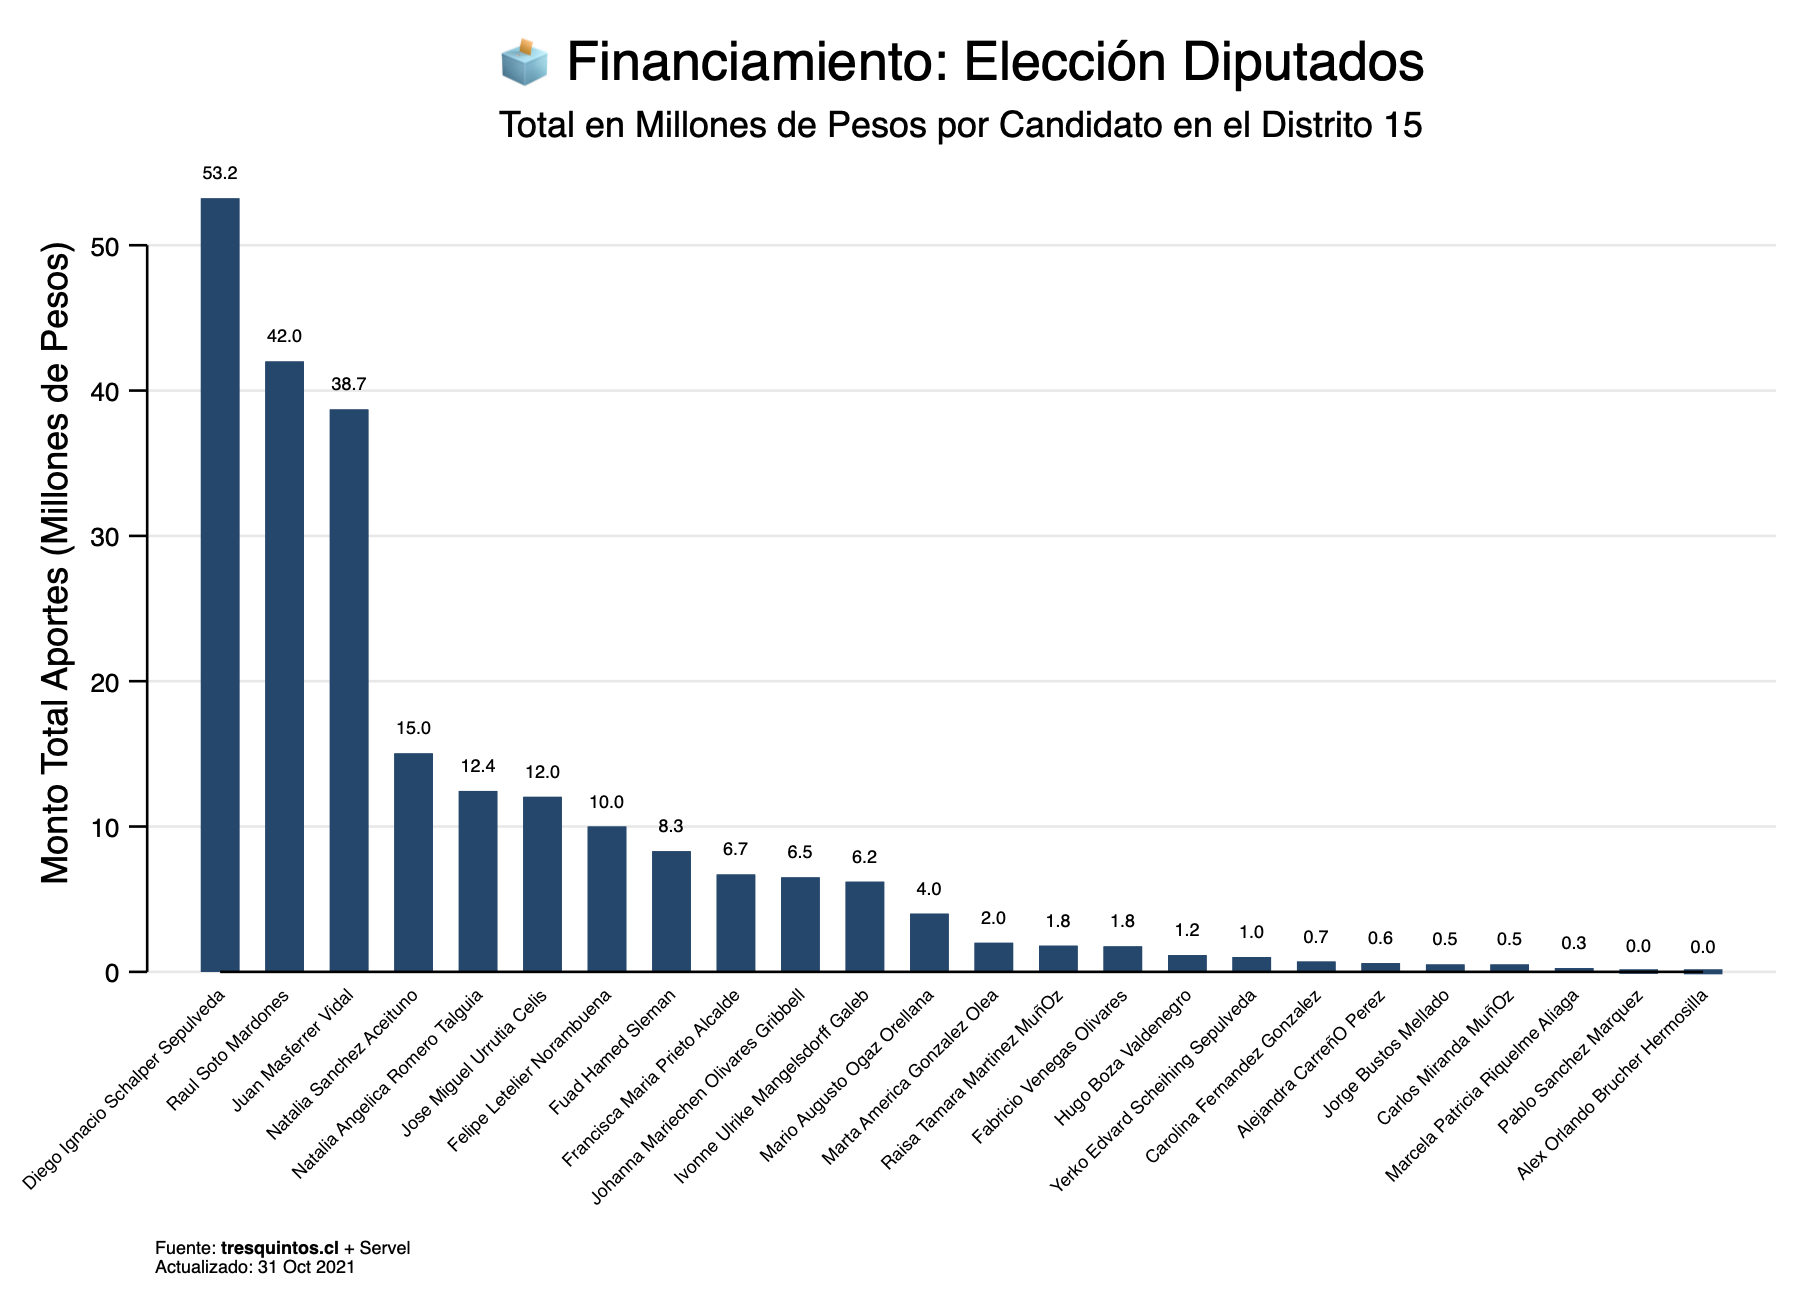 Financiamiento: Elección Diputados
Total en Millones de Pesos por Candidato en el Distrito 15
Monto Total Aportes (Millones de Pesos)
50
40
30
20
10
0
53.2
42.0
38.7
15.0
12.4
12.0
10.0
8.3
6.7
6.5
6.2
4.0
2.0
1.8
1.8
1.2
1.0
0.7
0.6
0.5
0.5
0.3
0.0
0.0
Diego Ignacio Schalper Sepulveda
Raul Soto Mardones
Juan Masferrer Vidal
Natalia Sanchez Aceituno
Natalia Angelica Romero Talguia
Jose Miguel Urrutia Celis
Felipe Letelier Norambuena
Fuad Hamed Sleman
Francisca Maria Prieto Alcalde
Johanna Mariechen Olivares Gribbell
Ivonne Ulrike Mangelsdorff Galeb
Mario Augusto Ogaz Orellana
Marta America Gonzalez Olea
Raisa Tamara Martinez MuñOz
Fabricio Venegas Olivares
Hugo Boza Valdenegro
Yerko Edvard Scheihing Sepulveda
Carolina Fernandez Gonzalez
Alejandra CarreñO Perez
Jorge Bustos Mellado
Carlos Miranda MuñOz
Marcela Patricia Riquelme Aliaga
Pablo Sanchez Marquez
Alex Orlando Brucher Hermosilla
Fuente: tresquintos.cl + Servel
Actualizado: 31 Oct 2021